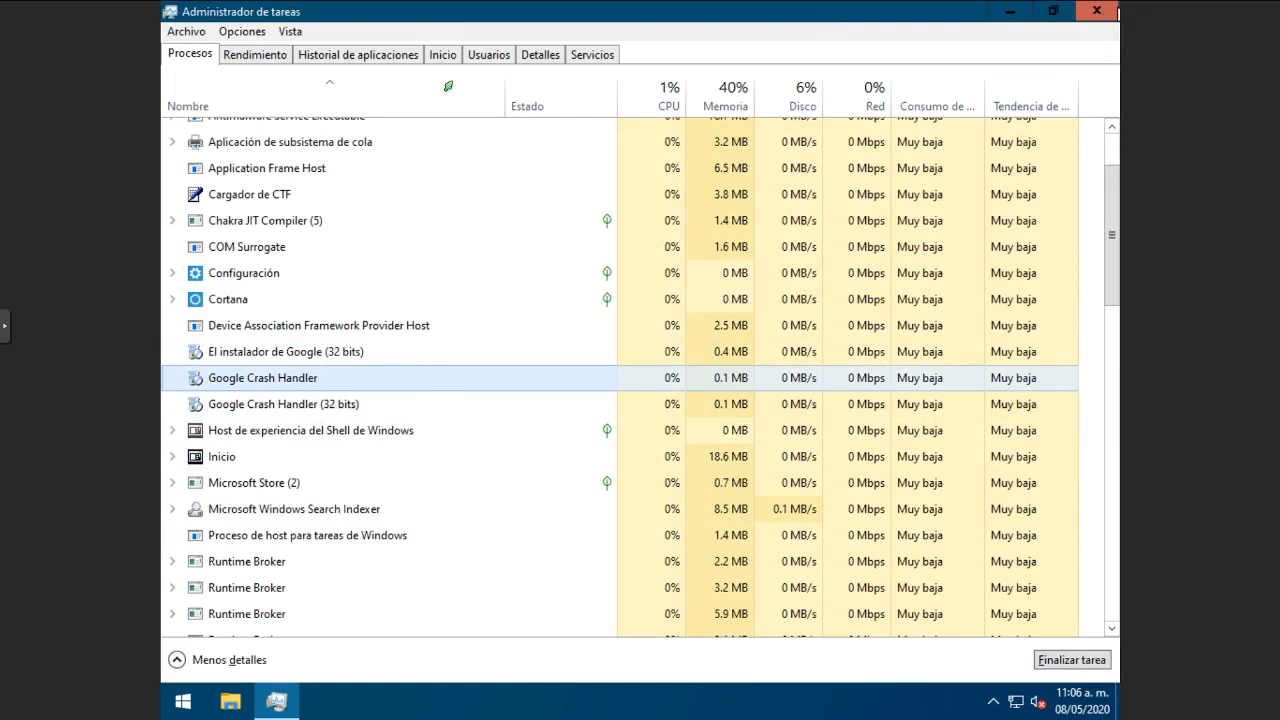 Administrador de tareas
Archivo Opciones Vista
Procesos Rendimiento Historial de aplicaciones Inicio Usuarios Detalles Servicios
1% 40% 6% 0%
Nombre Estado CPU Memoria Disco Red Consumo de ... Tendencia de ...
Aplicación de subsistema de cola 0% 3.2 MB 0 MB/s 0 Mbps Muy baja Muy baja
Application Frame Host 0% 6.5 MB 0 MB/s 0 Mbps Muy baja Muy baja
Cargador de CTF 0% 3.8 MB 0 MB/s 0 Mbps Muy baja Muy baja
Chakra JIT Compiler (5) 0% 1.4 MB 0 MB/s 0 Mbps Muy baja Muy baja
COM Surrogate 0% 1.6 MB 0 MB/s 0 Mbps Muy baja Muy baja
Configuración 0% 0 MB 0 MB/s 0 Mbps Muy baja Muy baja
Cortana 0% 0 MB 0 MB/s 0 Mbps Muy baja Muy baja
Device Association Framework Provider Host 0% 2.5 MB 0 MB/s 0 Mbps Muy baja Muy baja
El instalador de Google (32 bits) 0% 0.4 MB 0 MB/s 0 Mbps Muy baja Muy baja
Google Crash Handler 0% 0.1 MB 0 MB/s 0 Mbps Muy baja Muy baja
Google Crash Handler (32 bits) 0% 0.1 MB 0 MB/s 0 Mbps Muy baja Muy baja
Host de experiencia del Shell de Windows 0% 0 MB 0 MB/s 0 Mbps Muy baja Muy baja
Inicio 0% 18.6 MB 0 MB/s 0 Mbps Muy baja Muy baja
Microsoft Store (2) 0% 0.7 MB 0 MB/s 0 Mbps Muy baja Muy baja
Microsoft Windows Search Indexer 0% 8.5 MB 0.1 MB/s 0 Mbps Muy baja Muy baja
Proceso de host para tareas de Windows 0% 1.4 MB 0 MB/s 0 Mbps Muy baja Muy baja
Runtime Broker 0% 2.2 MB 0 MB/s 0 Mbps Muy baja Muy baja
Runtime Broker 0% 3.2 MB 0 MB/s 0 Mbps Muy baja Muy baja
Runtime Broker 0% 5.9 MB 0 MB/s 0 Mbps Muy baja Muy baja
Menos detalles Finalizar tarea
11:06 a. m.
08/05/2020